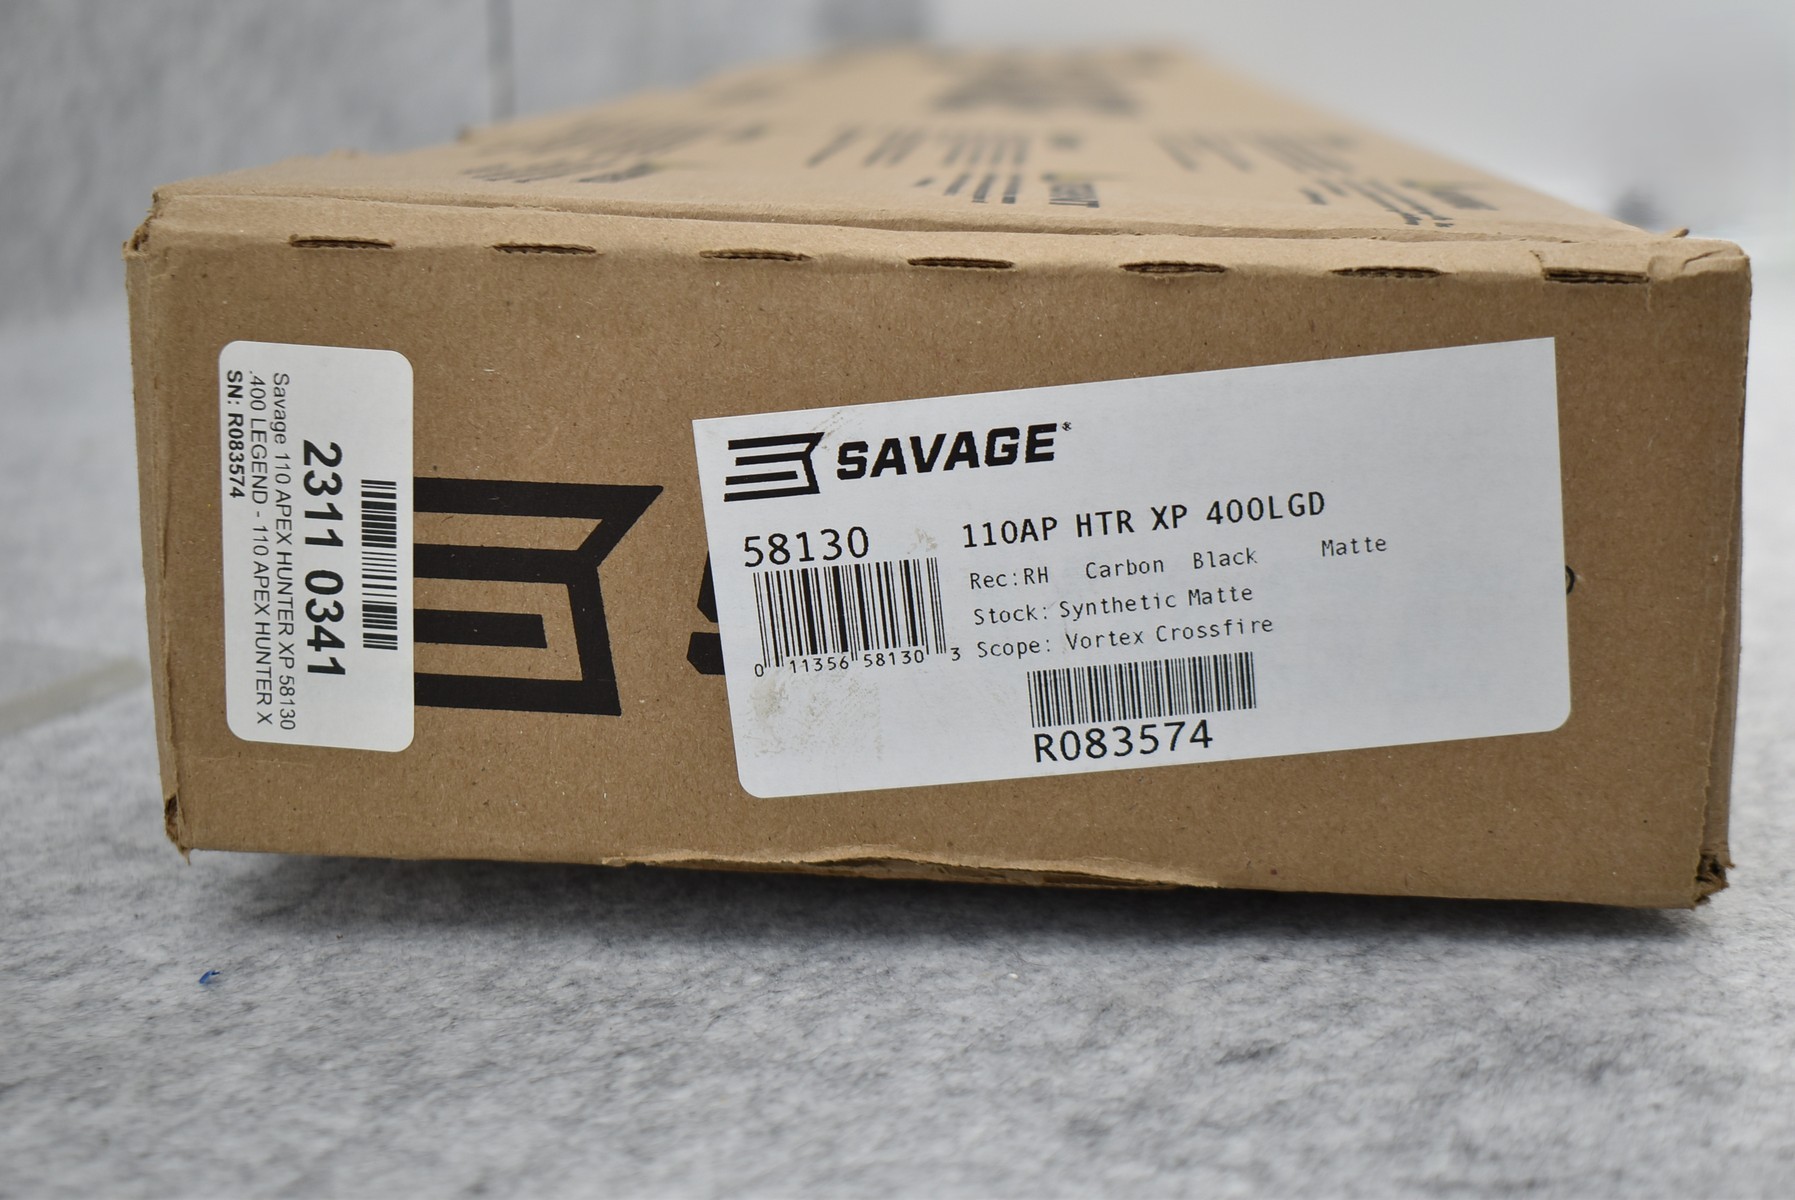 2311 0341
Savage 110 APEX HUNTER XP 58130
.400 LEGEND - 110 APEX HUNTER X
SN: R083574
SAVAGE
58130
110AP HTR XP 400LGD
Rec:RH Carbon Black Matte
Stock: Synthetic Matte
Scope: Vortex Crossfire
0 11356 58130 3
R083574